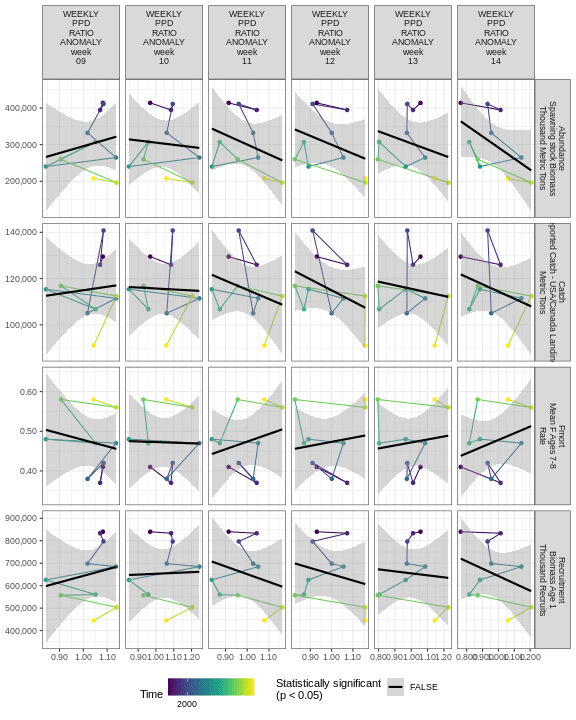 WEEKLY PPD RATIO ANOMALY week 09
WEEKLY PPD RATIO ANOMALY week 10
WEEKLY PPD RATIO ANOMALY week 11
WEEKLY PPD RATIO ANOMALY week 12
WEEKLY PPD RATIO ANOMALY week 13
WEEKLY PPD RATIO ANOMALY week 14
400,000
300,000
200,000
Abundance
Spawning stock Biomass
Thousand Metric Tons
140,000
120,000
100,000
Catch
ported Catch - USA/Canada Landin
Metric Tons
0.60
0.50
0.40
Fmort
Mean F Ages 7-8
Rate
900,000
800,000
700,000
600,000
500,000
400,000
Recruitment
Biomass Age 1
Thousand Recruits
0.90 1.00 1.10
0.90 1.00 1.10 1.20
0.90 1.00 1.10
0.90 1.00 1.10
0.80 0.90 1.00 1.10 1.20
0.80 0.90 1.00 1.10 0.200
Time
2000
Statistically significant
(p < 0.05)
FALSE